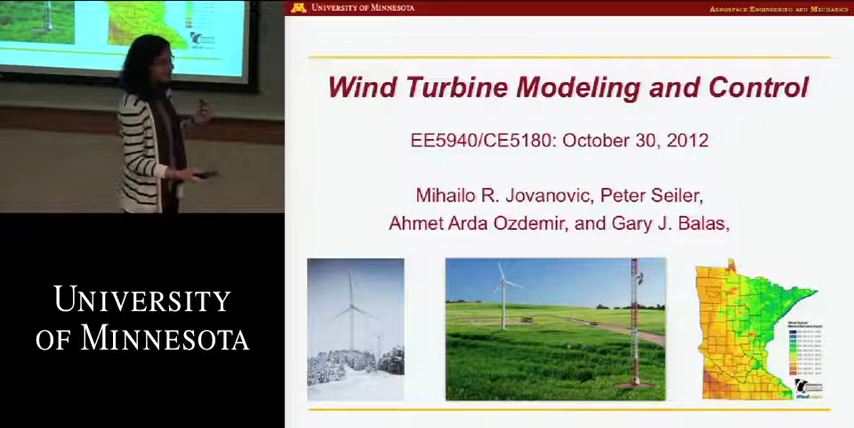 UNIVERSITY OF MINNESOTA
AEROSPACE ENGINEERING AND MECHANICS
Wind Turbine Modeling and Control
EE5940/CE5180: October 30, 2012
Mihailo R. Jovanovic, Peter Seiler,
Ahmet Arda Ozdemir, and Gary J. Balas,
UNIVERSITY
OF MINNESOTA